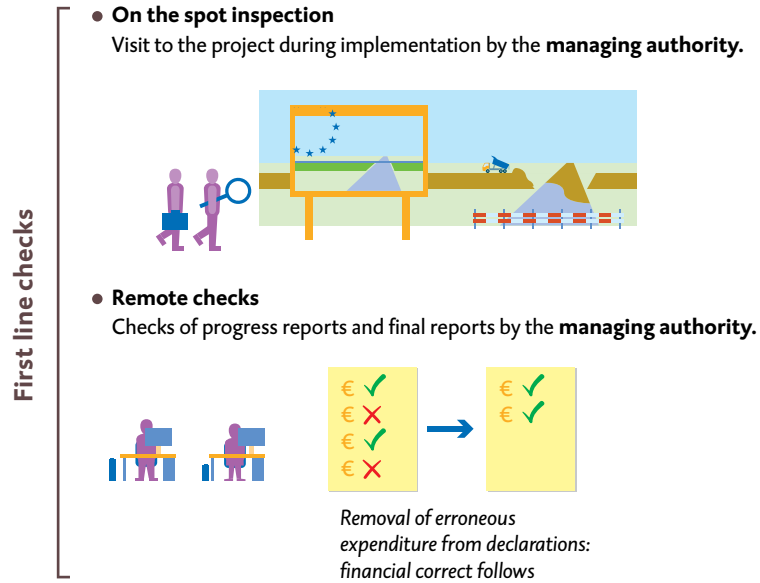 First line checks
• On the spot inspection
Visit to the project during implementation by the managing authority.
• Remote checks
Checks of progress reports and final reports by the managing authority.
€ ✓
€ ✗
€ ✓
€ ✗
€ ✓
€ ✓
Removal of erroneous
expenditure from declarations:
financial correct follows